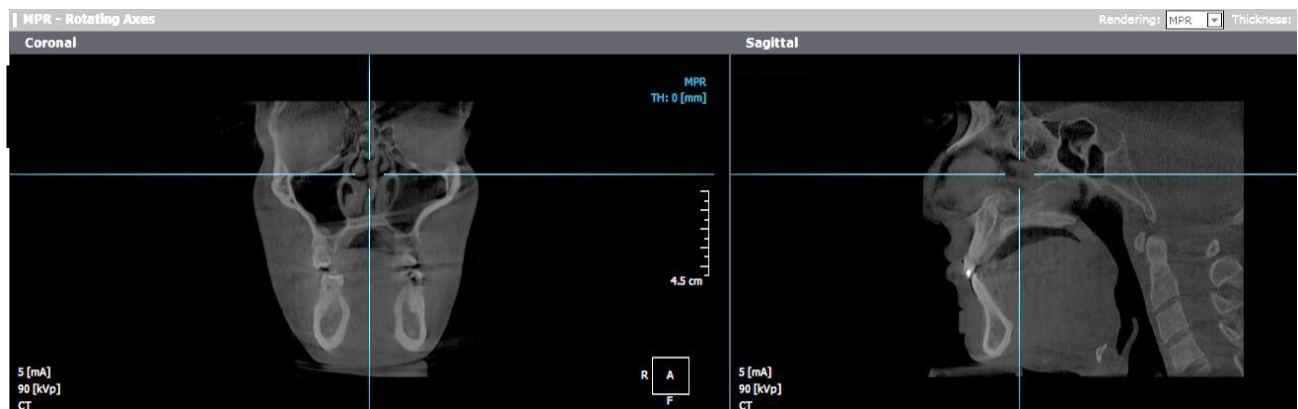 MPR - Rotating Axes
Rendering: MPR Thickness:
Coronal
Sagittal
MPR
TH: 0 [mm]
4.5 cm
5 [mA]
90 [kVp]
CT
R A
F
5 [mA]
90 [kVp]
CT